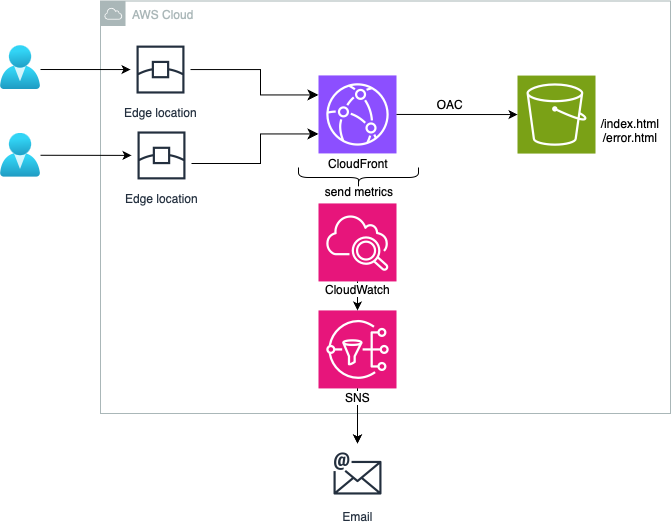 AWS Cloud
Edge location
OAC
/index.html
/error.html
CloudFront
Edge location
send metrics
CloudWatch
SNS
@
Email